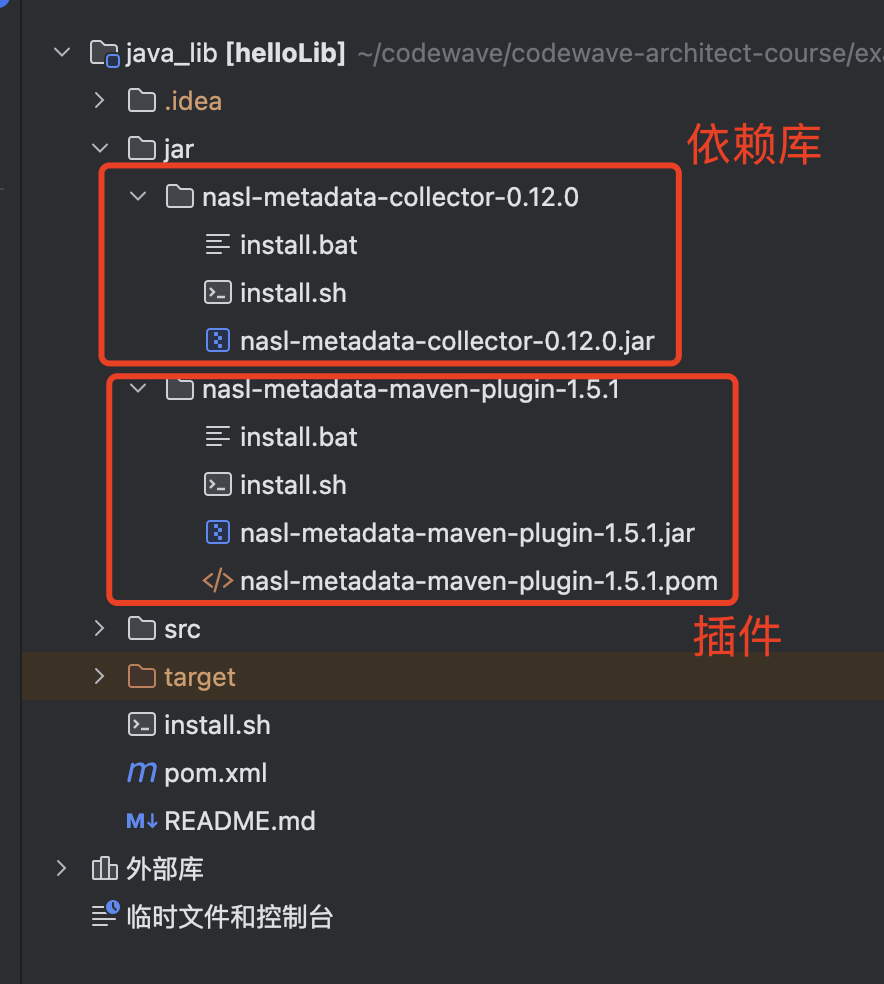 java_lib [helloLib] ~/codewave/codewave-architect-course/exa
.idea
jar
依赖库
nasl-metadata-collector-0.12.0
install.bat
install.sh
nasl-metadata-collector-0.12.0.jar
nasl-metadata-maven-plugin-1.5.1
install.bat
install.sh
nasl-metadata-maven-plugin-1.5.1.jar
</> nasl-metadata-maven-plugin-1.5.1.pom
src
插件
target
install.sh
m pom.xml
M↓ README.md
外部库
临时文件和控制台